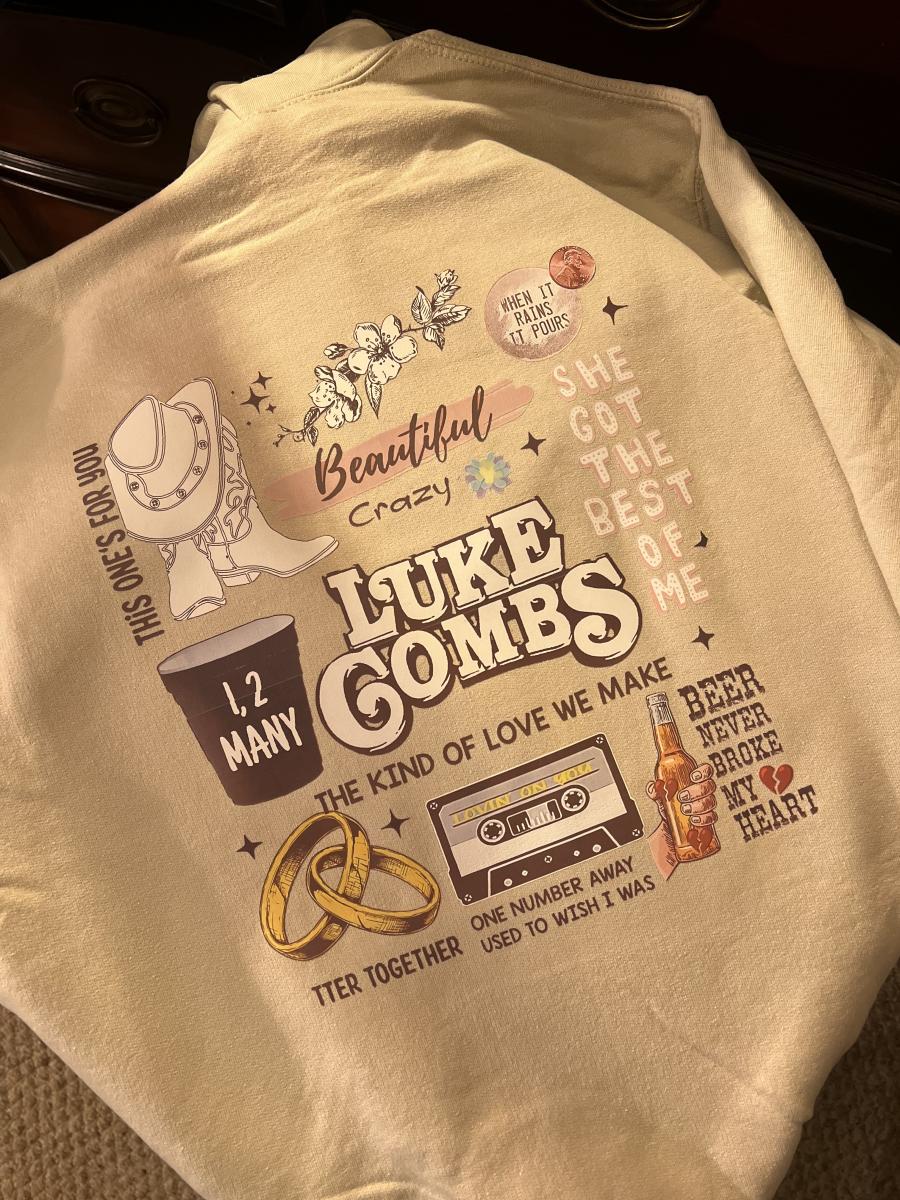 WHEN IT
RAINS
IT POURS
SHE
GOT
THE
BEST
OF
ME
Beautiful
Crazy
THIS ONE'S FOR YOU
LUKE
COMBS
1, 2
MANY
THE KIND OF LOVE WE MAKE
BEER
NEVER
BROKE
MY
HEART
LOVIN ON YOU
ONE NUMBER AWAY
USED TO WISH I WAS
TTER TOGETHER